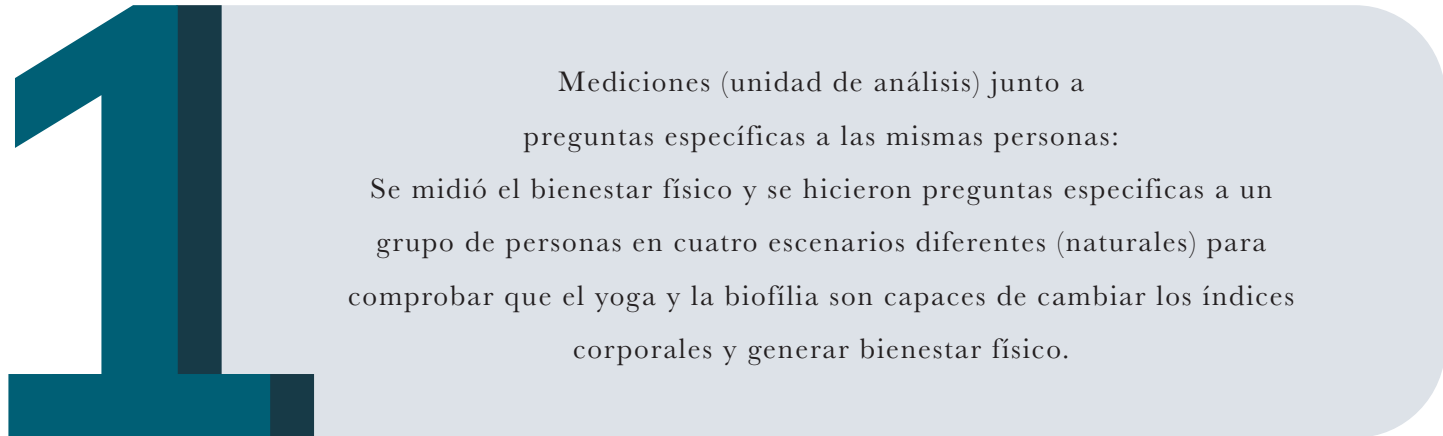 1
Mediciones (unidad de análisis) junto a
preguntas específicas a las mismas personas:
Se midió el bienestar físico y se hicieron preguntas especificas a un
grupo de personas en cuatro escenarios diferentes (naturales) para
comprobar que el yoga y la biofília son capaces de cambiar los índices
corporales y generar bienestar físico.